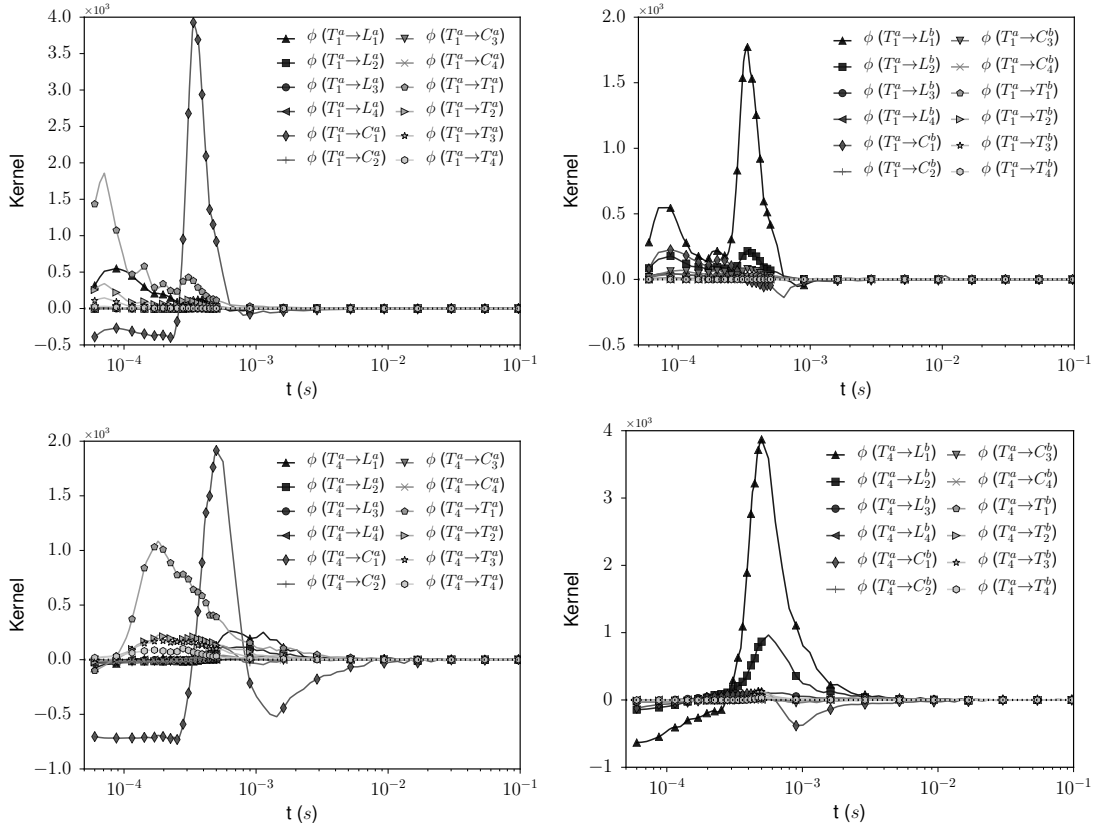 ×10³
4.0
3.5
3.0
2.5
2.0
1.5
1.0
0.5
0.0
−0.5
Kernel
10⁻⁴ 10⁻³ 10⁻² 10⁻¹
t (s)
ϕ (T₁ᵃ→L₁ᵃ) ϕ (T₁ᵃ→C₃ᵃ)
ϕ (T₁ᵃ→L₂ᵃ) ϕ (T₁ᵃ→C₄ᵃ)
ϕ (T₁ᵃ→L₃ᵃ) ϕ (T₁ᵃ→T₁ᵃ)
ϕ (T₁ᵃ→L₄ᵃ) ϕ (T₁ᵃ→T₂ᵃ)
ϕ (T₁ᵃ→C₁ᵃ) ϕ (T₁ᵃ→T₃ᵃ)
ϕ (T₁ᵃ→C₂ᵃ) ϕ (T₁ᵃ→T₄ᵃ)
×10³
2.0
1.5
1.0
0.5
0.0
−0.5
Kernel
10⁻⁴ 10⁻³ 10⁻² 10⁻¹
t (s)
ϕ (T₁ᵃ→L₁ᵇ) ϕ (T₁ᵃ→C₃ᵇ)
ϕ (T₁ᵃ→L₂ᵇ) ϕ (T₁ᵃ→C₄ᵇ)
ϕ (T₁ᵃ→L₃ᵇ) ϕ (T₁ᵃ→T₁ᵇ)
ϕ (T₁ᵃ→L₄ᵇ) ϕ (T₁ᵃ→T₂ᵇ)
ϕ (T₁ᵃ→C₁ᵇ) ϕ (T₁ᵃ→T₃ᵇ)
ϕ (T₁ᵃ→C₂ᵇ) ϕ (T₁ᵃ→T₄ᵇ)
×10³
2.0
1.5
1.0
0.5
0.0
−0.5
−1.0
Kernel
10⁻⁴ 10⁻³ 10⁻² 10⁻¹
t (s)
ϕ (T₄ᵃ→L₁ᵃ) ϕ (T₄ᵃ→C₃ᵃ)
ϕ (T₄ᵃ→L₂ᵃ) ϕ (T₄ᵃ→C₄ᵃ)
ϕ (T₄ᵃ→L₃ᵃ) ϕ (T₄ᵃ→T₁ᵃ)
ϕ (T₄ᵃ→L₄ᵃ) ϕ (T₄ᵃ→T₂ᵃ)
ϕ (T₄ᵃ→C₁ᵃ) ϕ (T₄ᵃ→T₃ᵃ)
ϕ (T₄ᵃ→C₂ᵃ) ϕ (T₄ᵃ→T₄ᵃ)
×10³
4
3
2
1
0
−1
Kernel
10⁻⁴ 10⁻³ 10⁻² 10⁻¹
t (s)
ϕ (T₄ᵃ→L₁ᵇ) ϕ (T₄ᵃ→C₃ᵇ)
ϕ (T₄ᵃ→L₂ᵇ) ϕ (T₄ᵃ→C₄ᵇ)
ϕ (T₄ᵃ→L₃ᵇ) ϕ (T₄ᵃ→T₁ᵇ)
ϕ (T₄ᵃ→L₄ᵇ) ϕ (T₄ᵃ→T₂ᵇ)
ϕ (T₄ᵃ→C₁ᵇ) ϕ (T₄ᵃ→T₃ᵇ)
ϕ (T₄ᵃ→C₂ᵇ) ϕ (T₄ᵃ→T₄ᵇ)